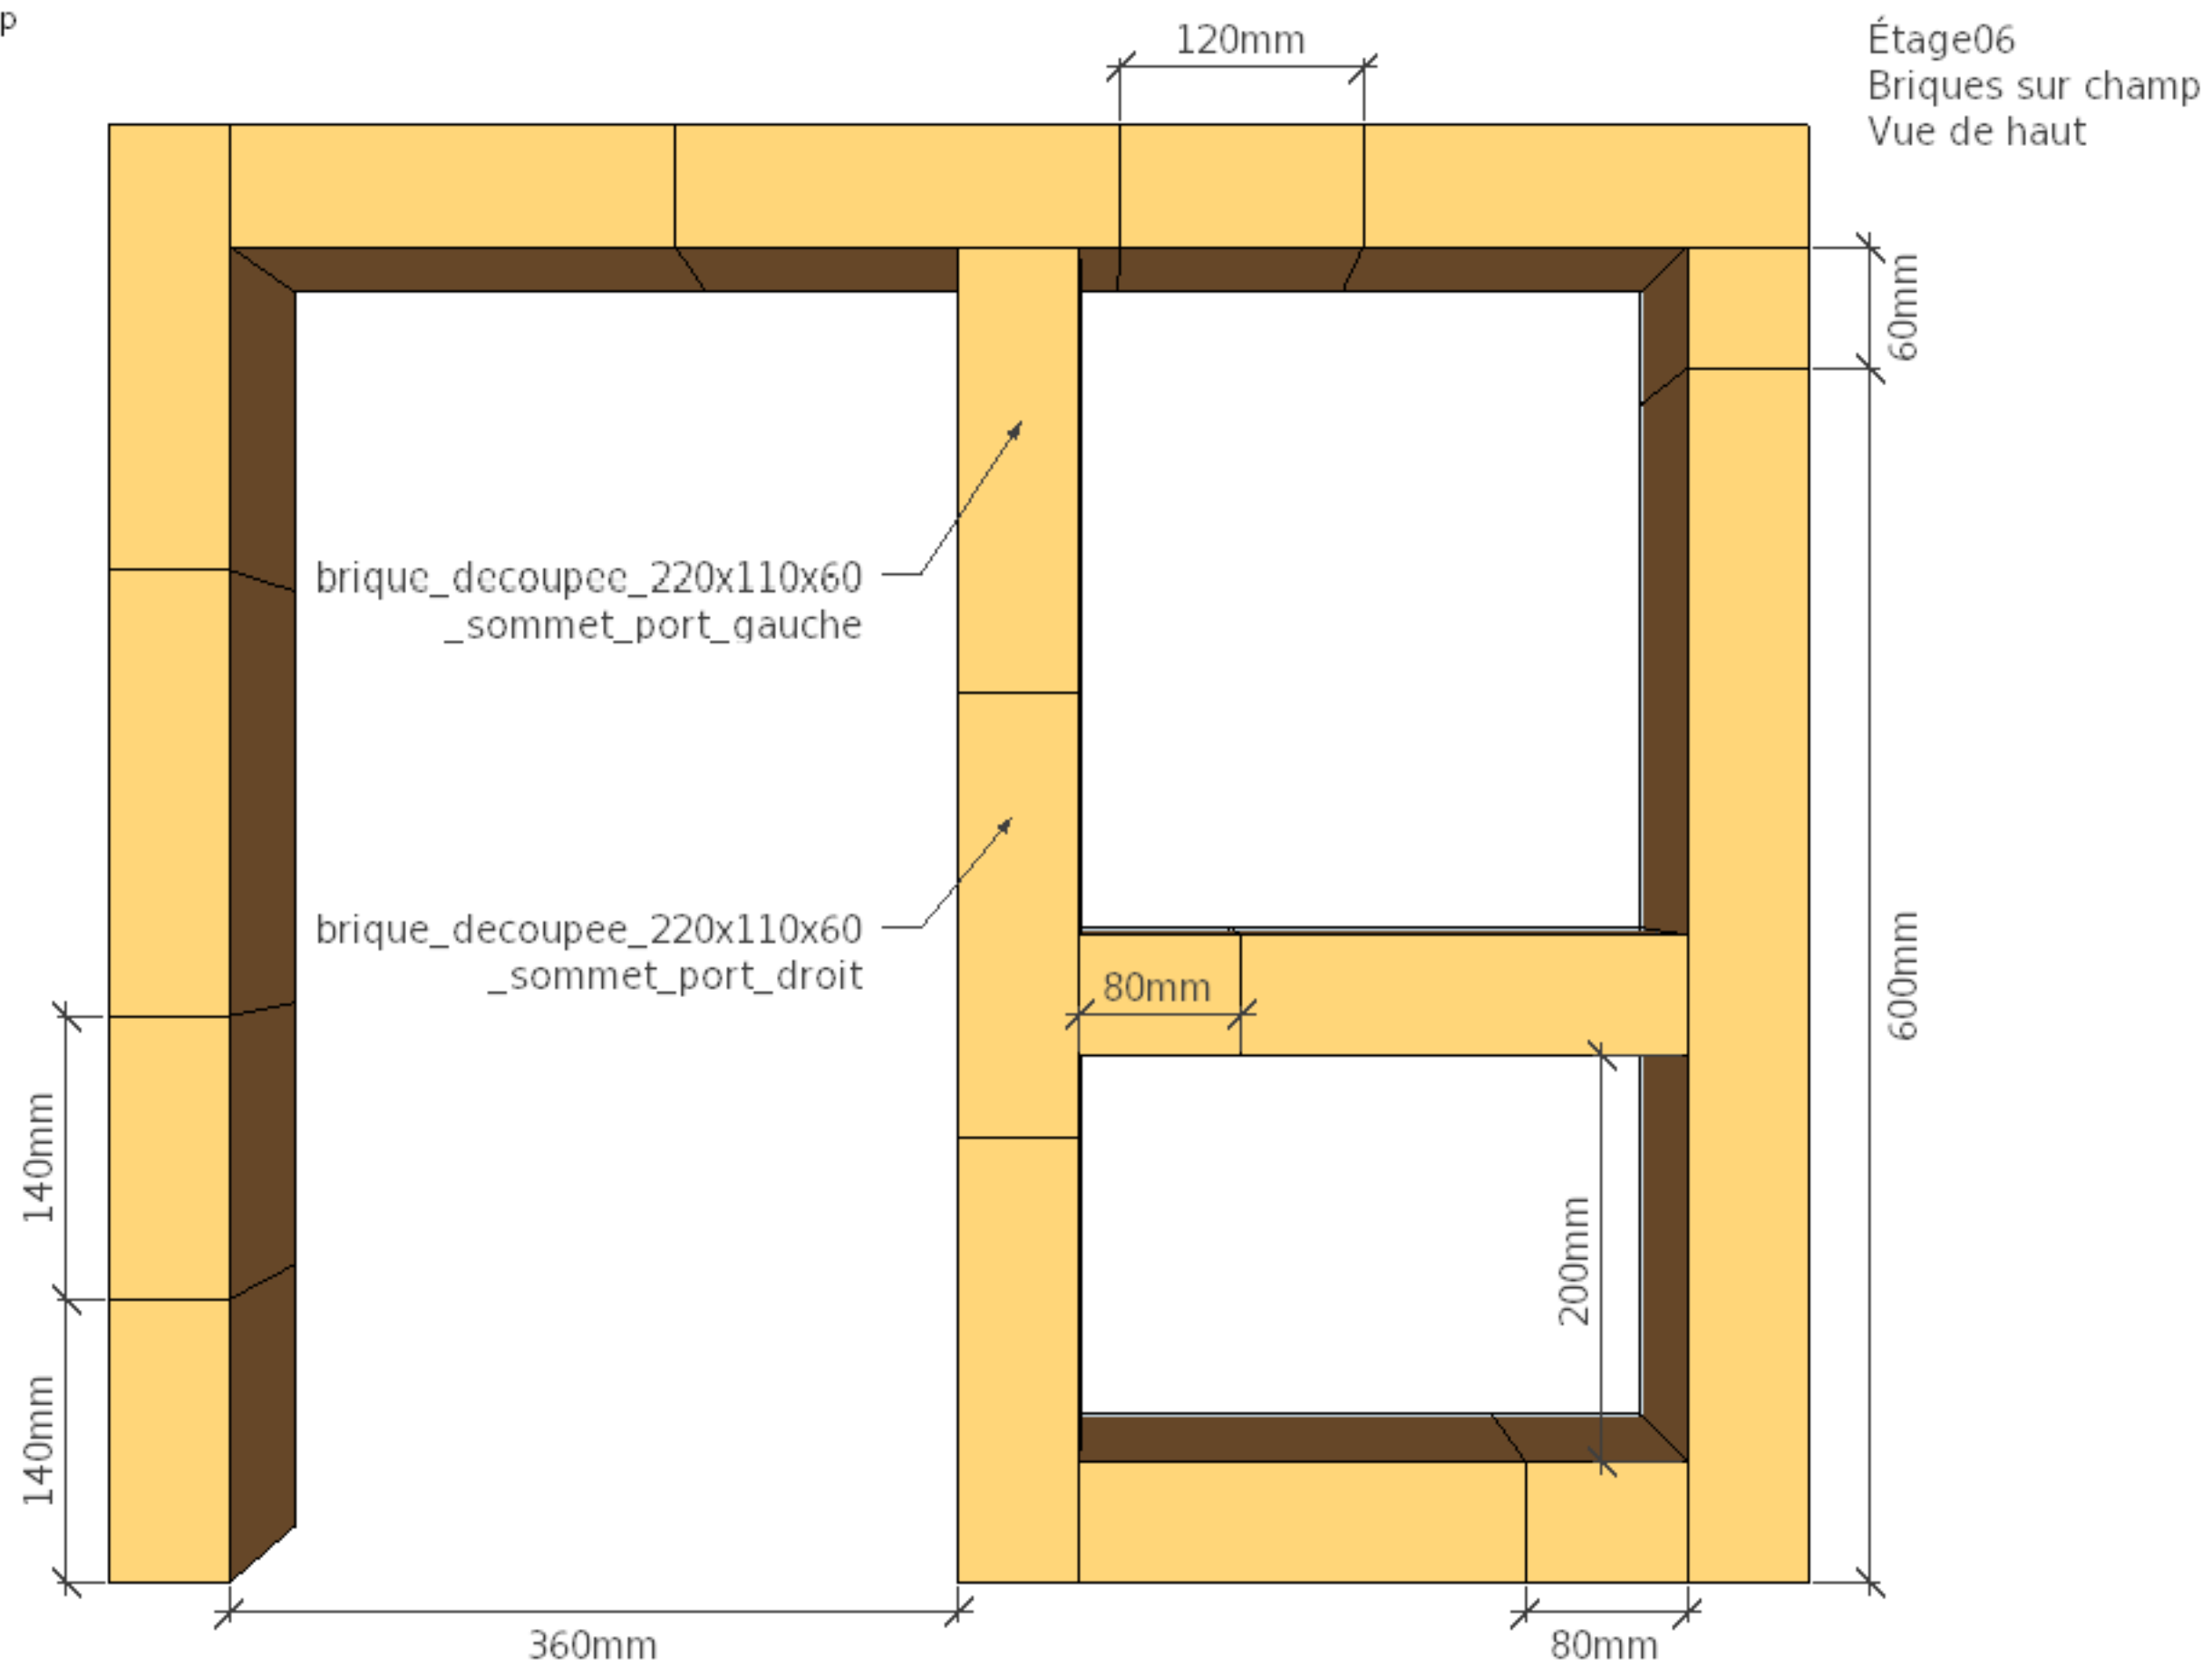 p
120mm
Étage06
Briques sur champ
Vue de haut
60mm
brique_decoupee_220x110x60
_sommet_port_gauche
brique_decoupee_220x110x60
_sommet_port_droit
80mm
600mm
140mm
200mm
140mm
360mm
80mm